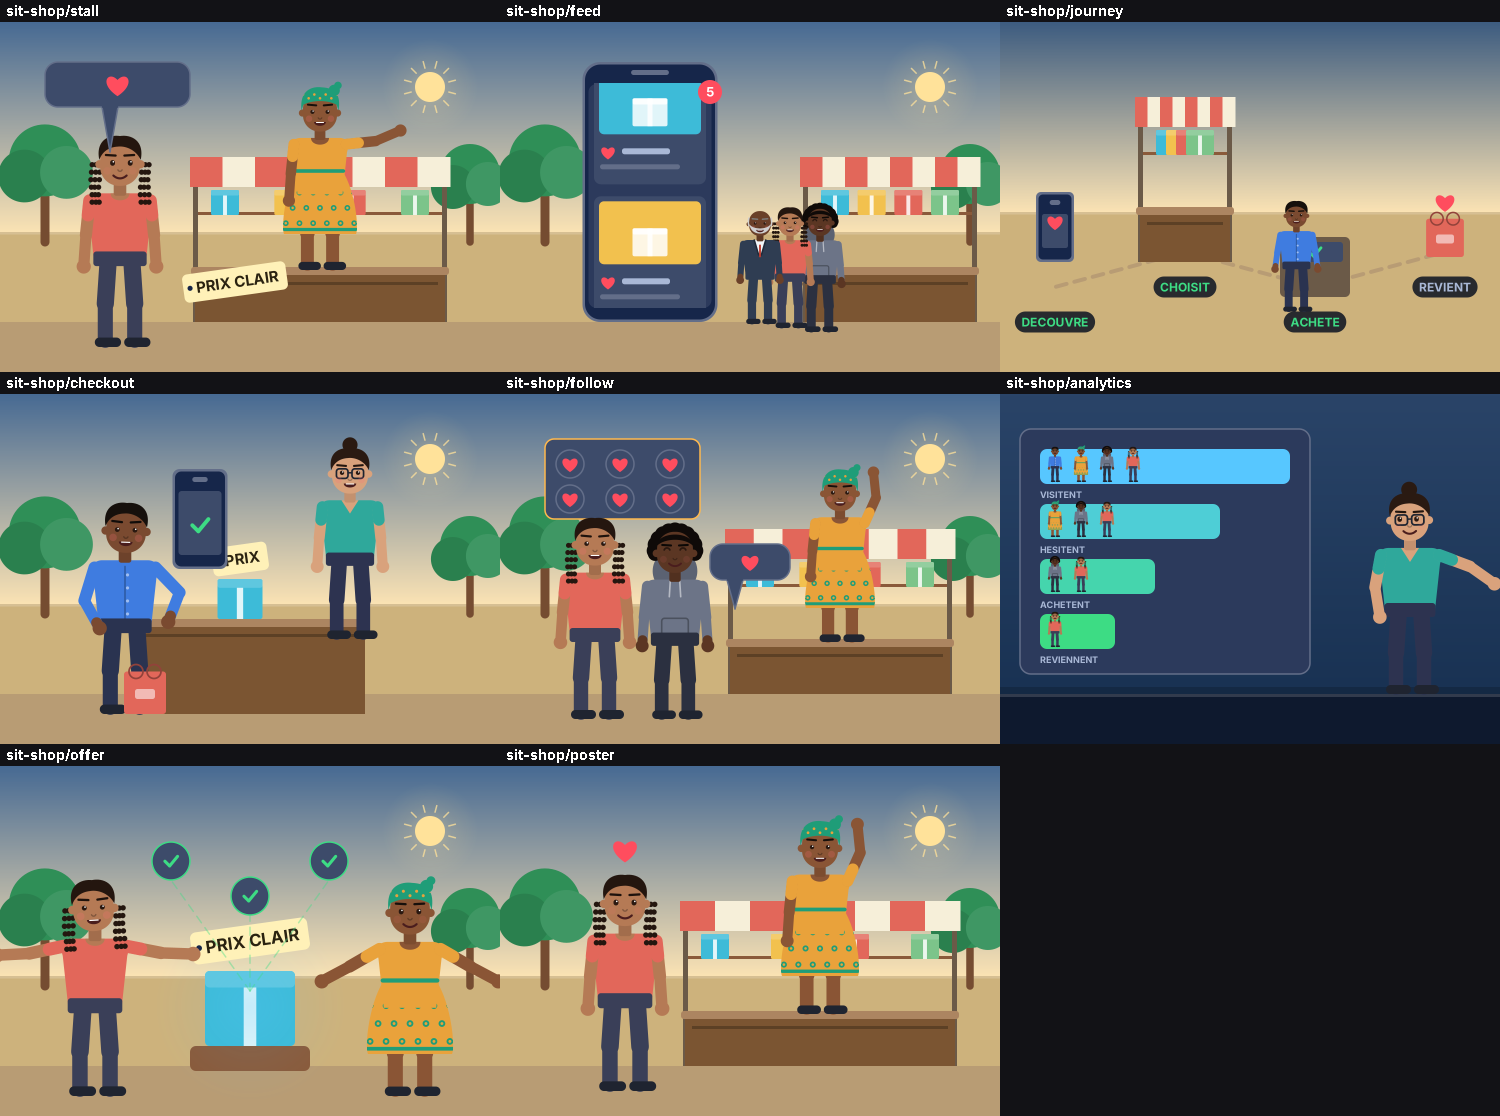 sit-shop/stall
sit-shop/feed
sit-shop/journey
PRIX CLAIR
5
CHOISIT
REVIENT
DECOUVRE
ACHETE
sit-shop/checkout
sit-shop/follow
sit-shop/analytics
PRIX
VISITENT
HESITENT
ACHETENT
REVIENNENT
sit-shop/offer
sit-shop/poster
PRIX CLAIR